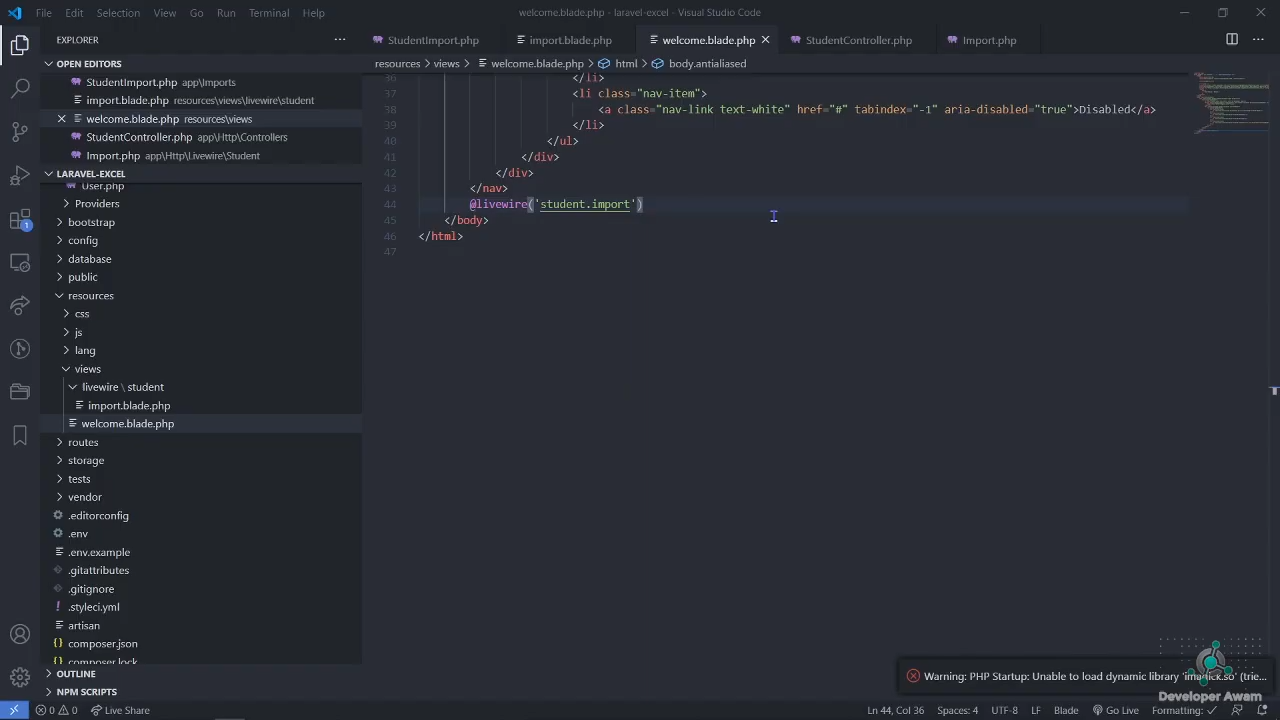 File Edit Selection View Go Run Terminal Help
welcome.blade.php - laravel-excel - Visual Studio Code
EXPLORER
StudentImport.php
import.blade.php
welcome.blade.php
StudentController.php
Import.php
resources > views > welcome.blade.php > html > body.antialiased
OPEN EDITORS
StudentImport.php app\Imports
import.blade.php resources\views\livewire\student
welcome.blade.php resources\views
StudentController.php app\Http\Controllers
Import.php app\Http\Livewire\Student
LARAVEL-EXCEL
User.php
Providers
bootstrap
config
database
public
resources
css
js
lang
views
livewire \ student
import.blade.php
welcome.blade.php
routes
storage
tests
vendor
.editorconfig
.env
.env.example
.gitattributes
.gitignore
.styleci.yml
artisan
composer.json
composer.lock
OUTLINE
NPM SCRIPTS
36 </li>
37 <li class="nav-item">
38 <a class="nav-link text-white" href="#" tabindex="-1" aria-disabled="true">Disabled</a>
39 </li>
40 </ul>
41 </div>
42 </div>
43 </nav>
44 @livewire('student.import')
45 </body>
46 </html>
47
1
Warning: PHP Startup: Unable to load dynamic library 'imagick.so' (trie...
Developer Awam
0 0 Live Share
Ln 44, Col 36 Spaces: 4 UTF-8 LF Blade Go Live Formatting: ✓